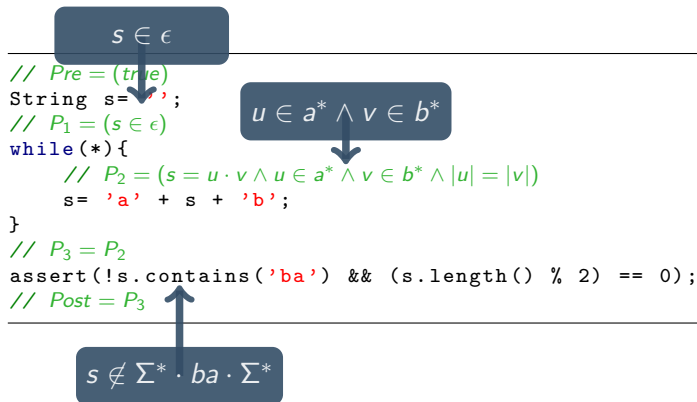 s ∈ ϵ
// Pre = (true)
String s= '';
// P₁ = (s ∈ ϵ)
u ∈ a* ∧ v ∈ b*
while(*){
// P₂ = (s = u · v ∧ u ∈ a* ∧ v ∈ b* ∧ |u| = |v|)
s= 'a' + s + 'b';
}
// P₃ = P₂
assert(!s.contains('ba') && (s.length() % 2) == 0);
// Post = P₃
s ∉ Σ* · ba · Σ*